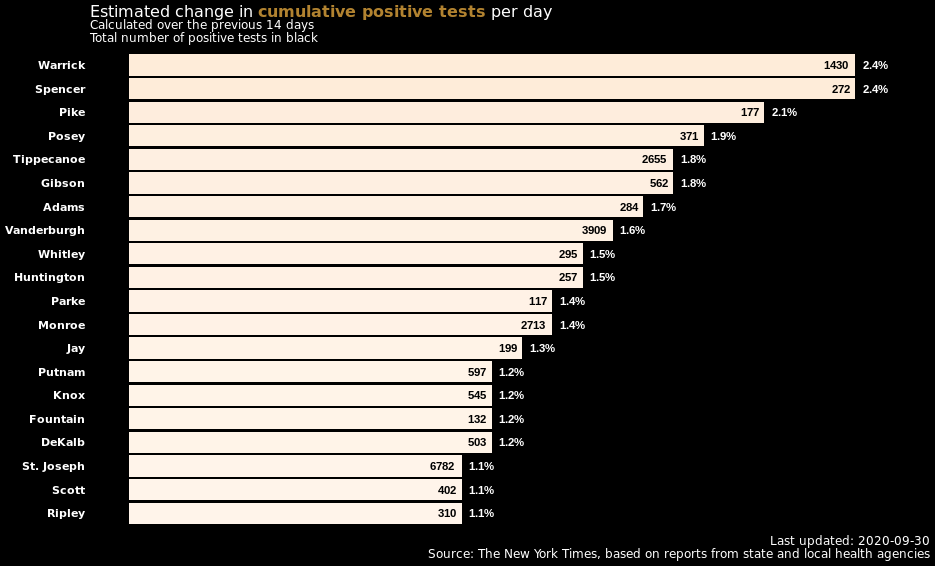 Estimated change in cumulative positive tests per day
Calculated over the previous 14 days
Total number of positive tests in black
Warrick 1430 2.4%
Spencer 272 2.4%
Pike 177 2.1%
Posey 371 1.9%
Tippecanoe 2655 1.8%
Gibson 562 1.8%
Adams 284 1.7%
Vanderburgh 3909 1.6%
Whitley 295 1.5%
Huntington 257 1.5%
Parke 117 1.4%
Monroe 2713 1.4%
Jay 199 1.3%
Putnam 597 1.2%
Knox 545 1.2%
Fountain 132 1.2%
DeKalb 503 1.2%
St. Joseph 6782 1.1%
Scott 402 1.1%
Ripley 310 1.1%
Last updated: 2020-09-30
Source: The New York Times, based on reports from state and local health agencies